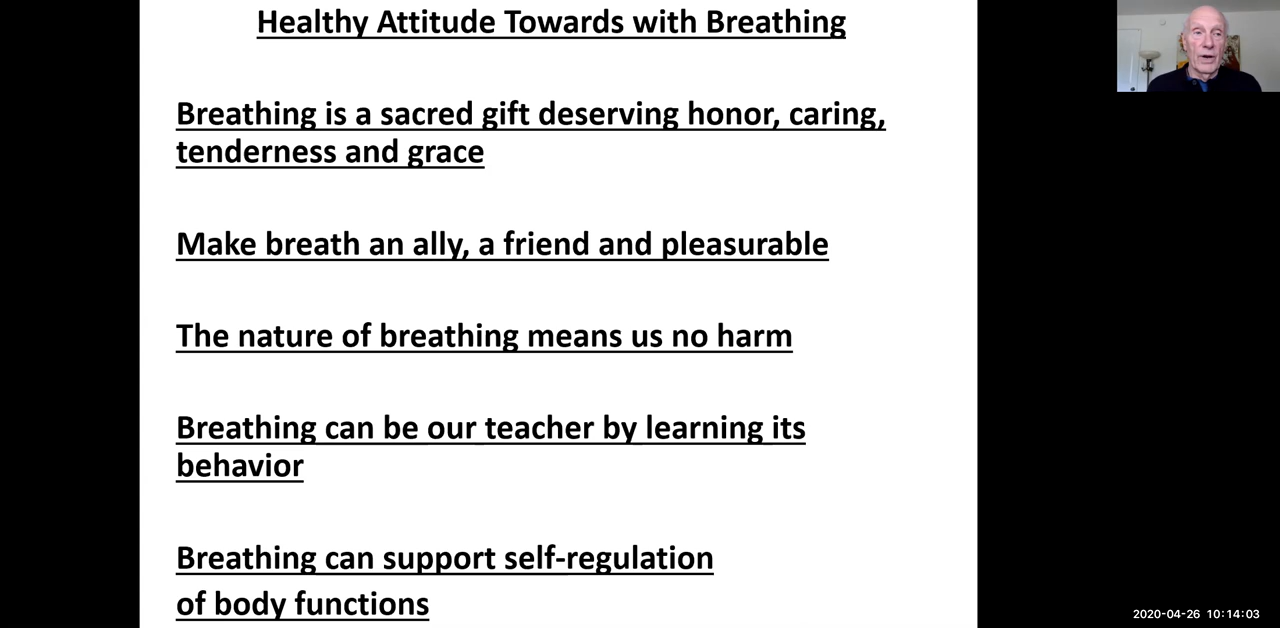 Healthy Attitude Towards with Breathing
Breathing is a sacred gift deserving honor, caring,
tenderness and grace
Make breath an ally, a friend and pleasurable
The nature of breathing means us no harm
Breathing can be our teacher by learning its
behavior
Breathing can support self-regulation
of body functions
2020-04-26 10:14:03